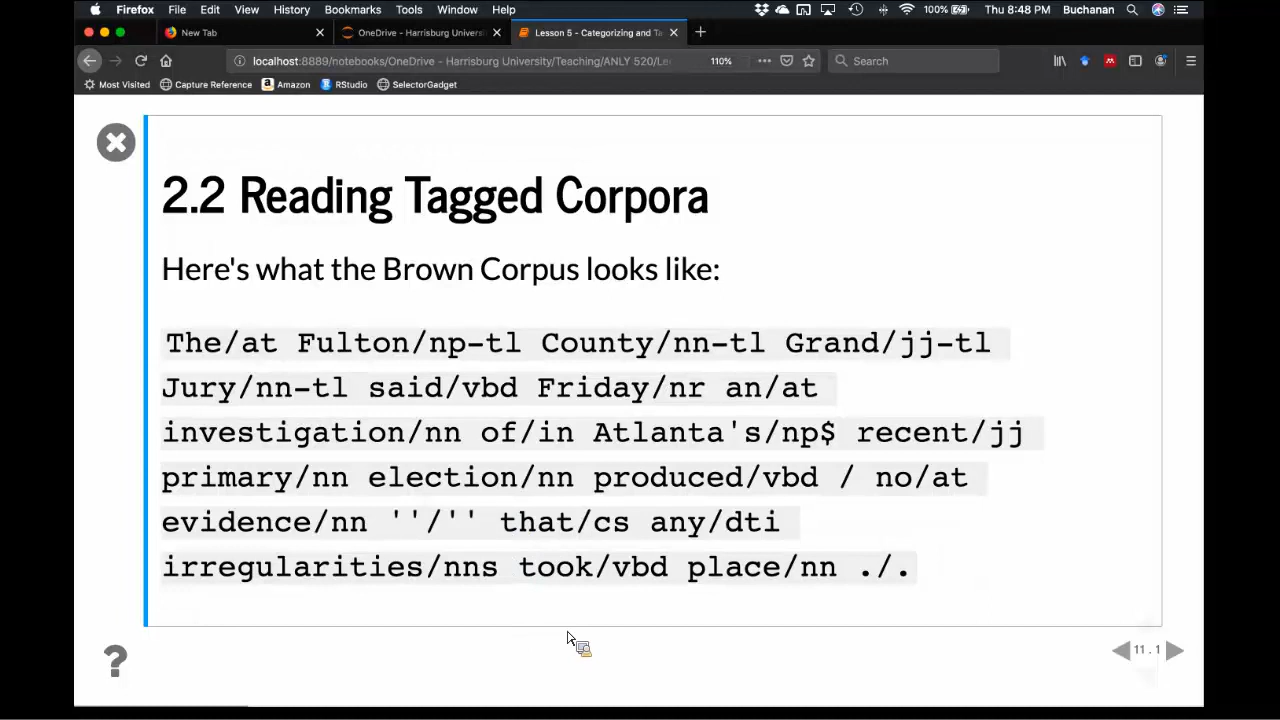 Firefox File Edit View History Bookmarks Tools Window Help 100% Thu 8:48 PM Buchanan
New Tab OneDrive - Harrisburg Universi Lesson 5 - Categorizing and Ta
localhost:8889/notebooks/OneDrive - Harrisburg University/Teaching/ANLY 520/Le 110% Search
Most Visited Capture Reference Amazon RStudio SelectorGadget
2.2 Reading Tagged Corpora
Here's what the Brown Corpus looks like:
The/at Fulton/np-tl County/nn-tl Grand/jj-tl
Jury/nn-tl said/vbd Friday/nr an/at
investigation/nn of/in Atlanta's/np$ recent/jj
primary/nn election/nn produced/vbd / no/at
evidence/nn ''/'' that/cs any/dti
irregularities/nns took/vbd place/nn ./.
?
11 . 1